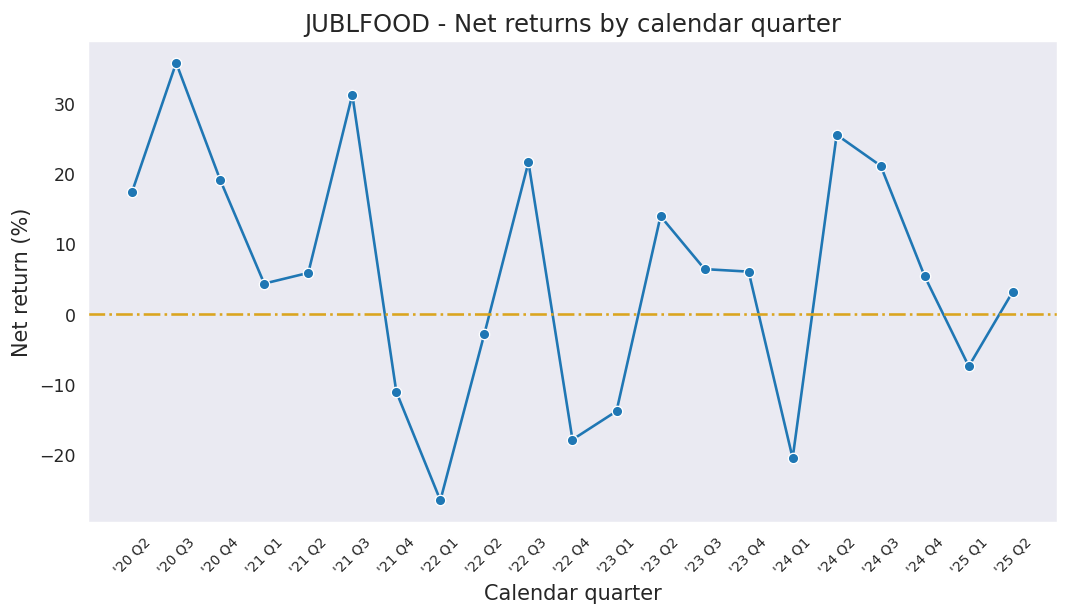 JUBLFOOD - Net returns by calendar quarter
Net return (%)
30
20
10
0
−10
−20
'20 Q2
'20 Q3
'20 Q4
'21 Q1
'21 Q2
'21 Q3
'21 Q4
'22 Q1
'22 Q2
'22 Q3
'22 Q4
'23 Q1
'23 Q2
'23 Q3
'23 Q4
'24 Q1
'24 Q2
'24 Q3
'24 Q4
'25 Q1
'25 Q2
Calendar quarter